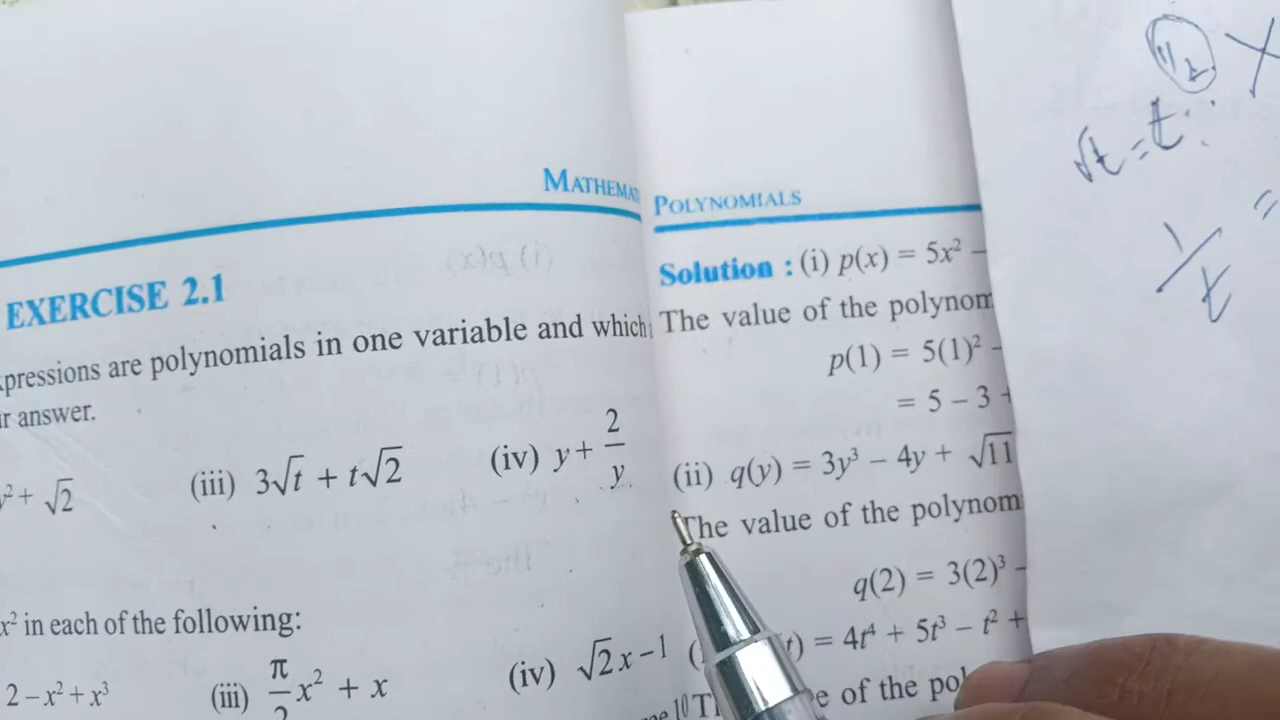 MATHEMA
EXERCISE 2.1
pressions are polynomials in one variable and which
ir answer.
y² + √2 (iii) 3√t + t√2 (iv) y + 2/y
x² in each of the following:
2 – x² + x³ (iii) π/2 x² + x (iv) √2x – 1
POLYNOMIALS
Solution : (i) p(x) = 5x² –
The value of the polynom
p(1) = 5(1)² –
= 5 – 3 +
(ii) q(y) = 3y³ – 4y + √11
The value of the polynom
q(2) = 3(2)³ –
t) = 4t⁴ + 5t³ – t² +
e of the pol
1/2
√t = t
1/t =